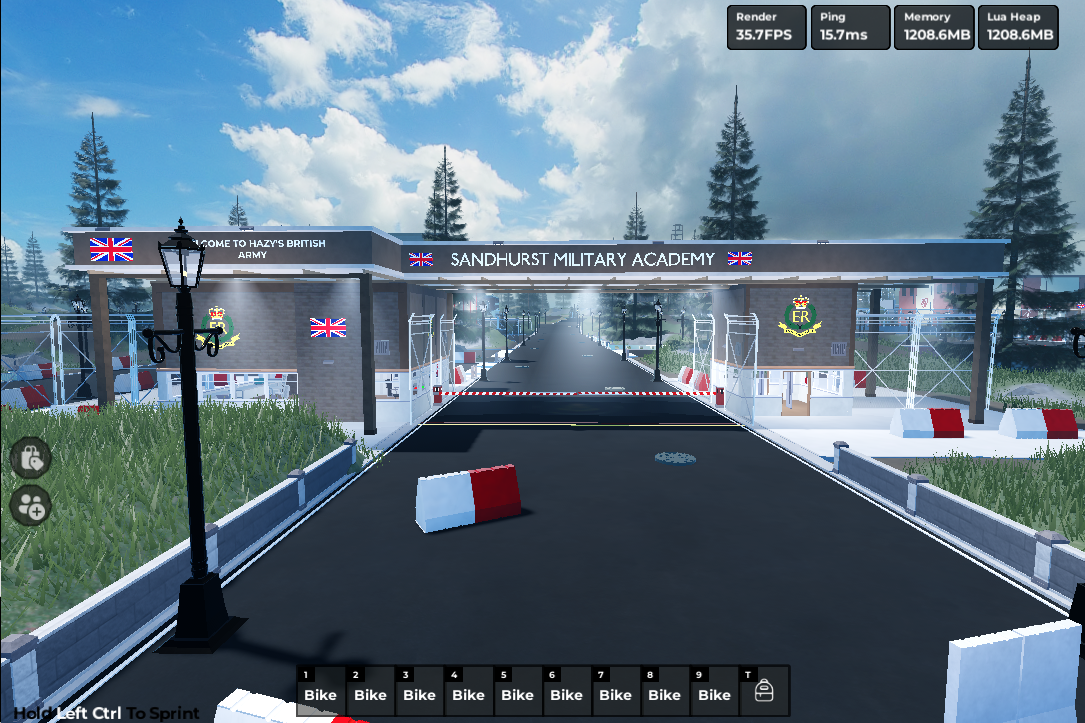 Render
35.7FPS
Ping
15.7ms
Memory
1208.6MB
Lua Heap
1208.6MB
COME TO HAZY'S BRITISH
ARMY
SANDHURST MILITARY ACADEMY
ER
ER
1 Bike
2 Bike
3 Bike
4 Bike
5 Bike
6 Bike
7 Bike
8 Bike
9 Bike
T
Hold Left Ctrl To Sprint